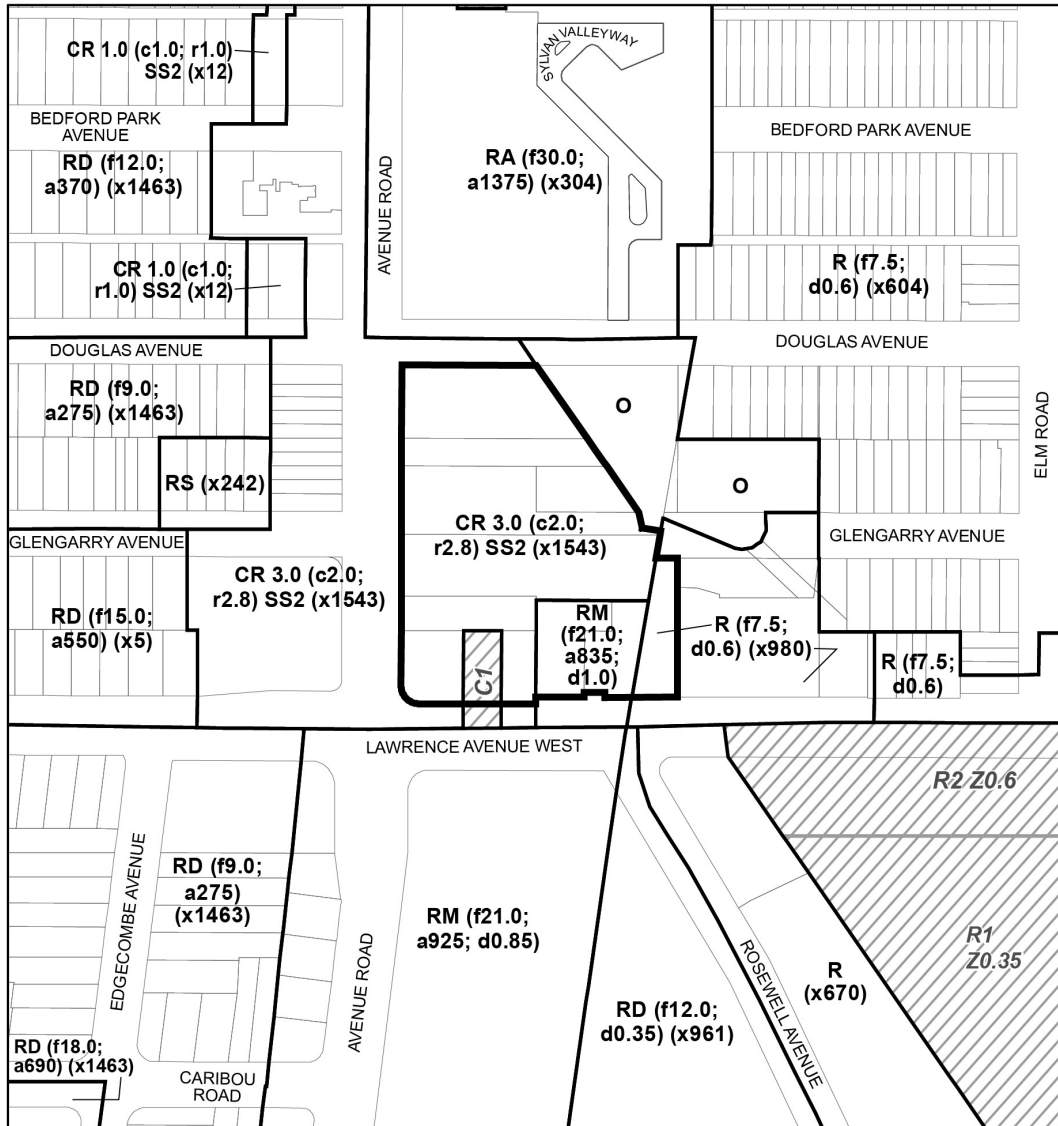 SYLVAN VALLEYWAY
CR 1.0 (c1.0; r1.0)
SS2 (x12)
BEDFORD PARK
AVENUE
BEDFORD PARK AVENUE
RD (f12.0;
a370) (x1463)
RA (f30.0;
a1375) (x304)
AVENUE ROAD
CR 1.0 (c1.0;
r1.0) SS2 (x12)
R (f7.5;
d0.6) (x604)
DOUGLAS AVENUE
DOUGLAS AVENUE
RD (f9.0;
a275) (x1463)
O
ELM ROAD
RS (x242)
O
CR 3.0 (c2.0;
r2.8) SS2 (x1543)
GLENGARRY AVENUE
GLENGARRY AVENUE
CR 3.0 (c2.0;
r2.8) SS2 (x1543)
RD (f15.0;
a550) (x5)
RM
(f21.0;
a835;
d1.0)
R (f7.5;
d0.6) (x980)
R (f7.5;
d0.6)
C1
LAWRENCE AVENUE WEST
R2 Z0.6
EDGECOMBE AVENUE
RD (f9.0;
a275)
(x1463)
RM (f21.0;
a925; d0.85)
R1
Z0.35
AVENUE ROAD
ROSEWELL AVENUE
R
(x670)
RD (f12.0;
d0.35) (x961)
RD (f18.0;
a690) (x1463)
CARIBOU
ROAD